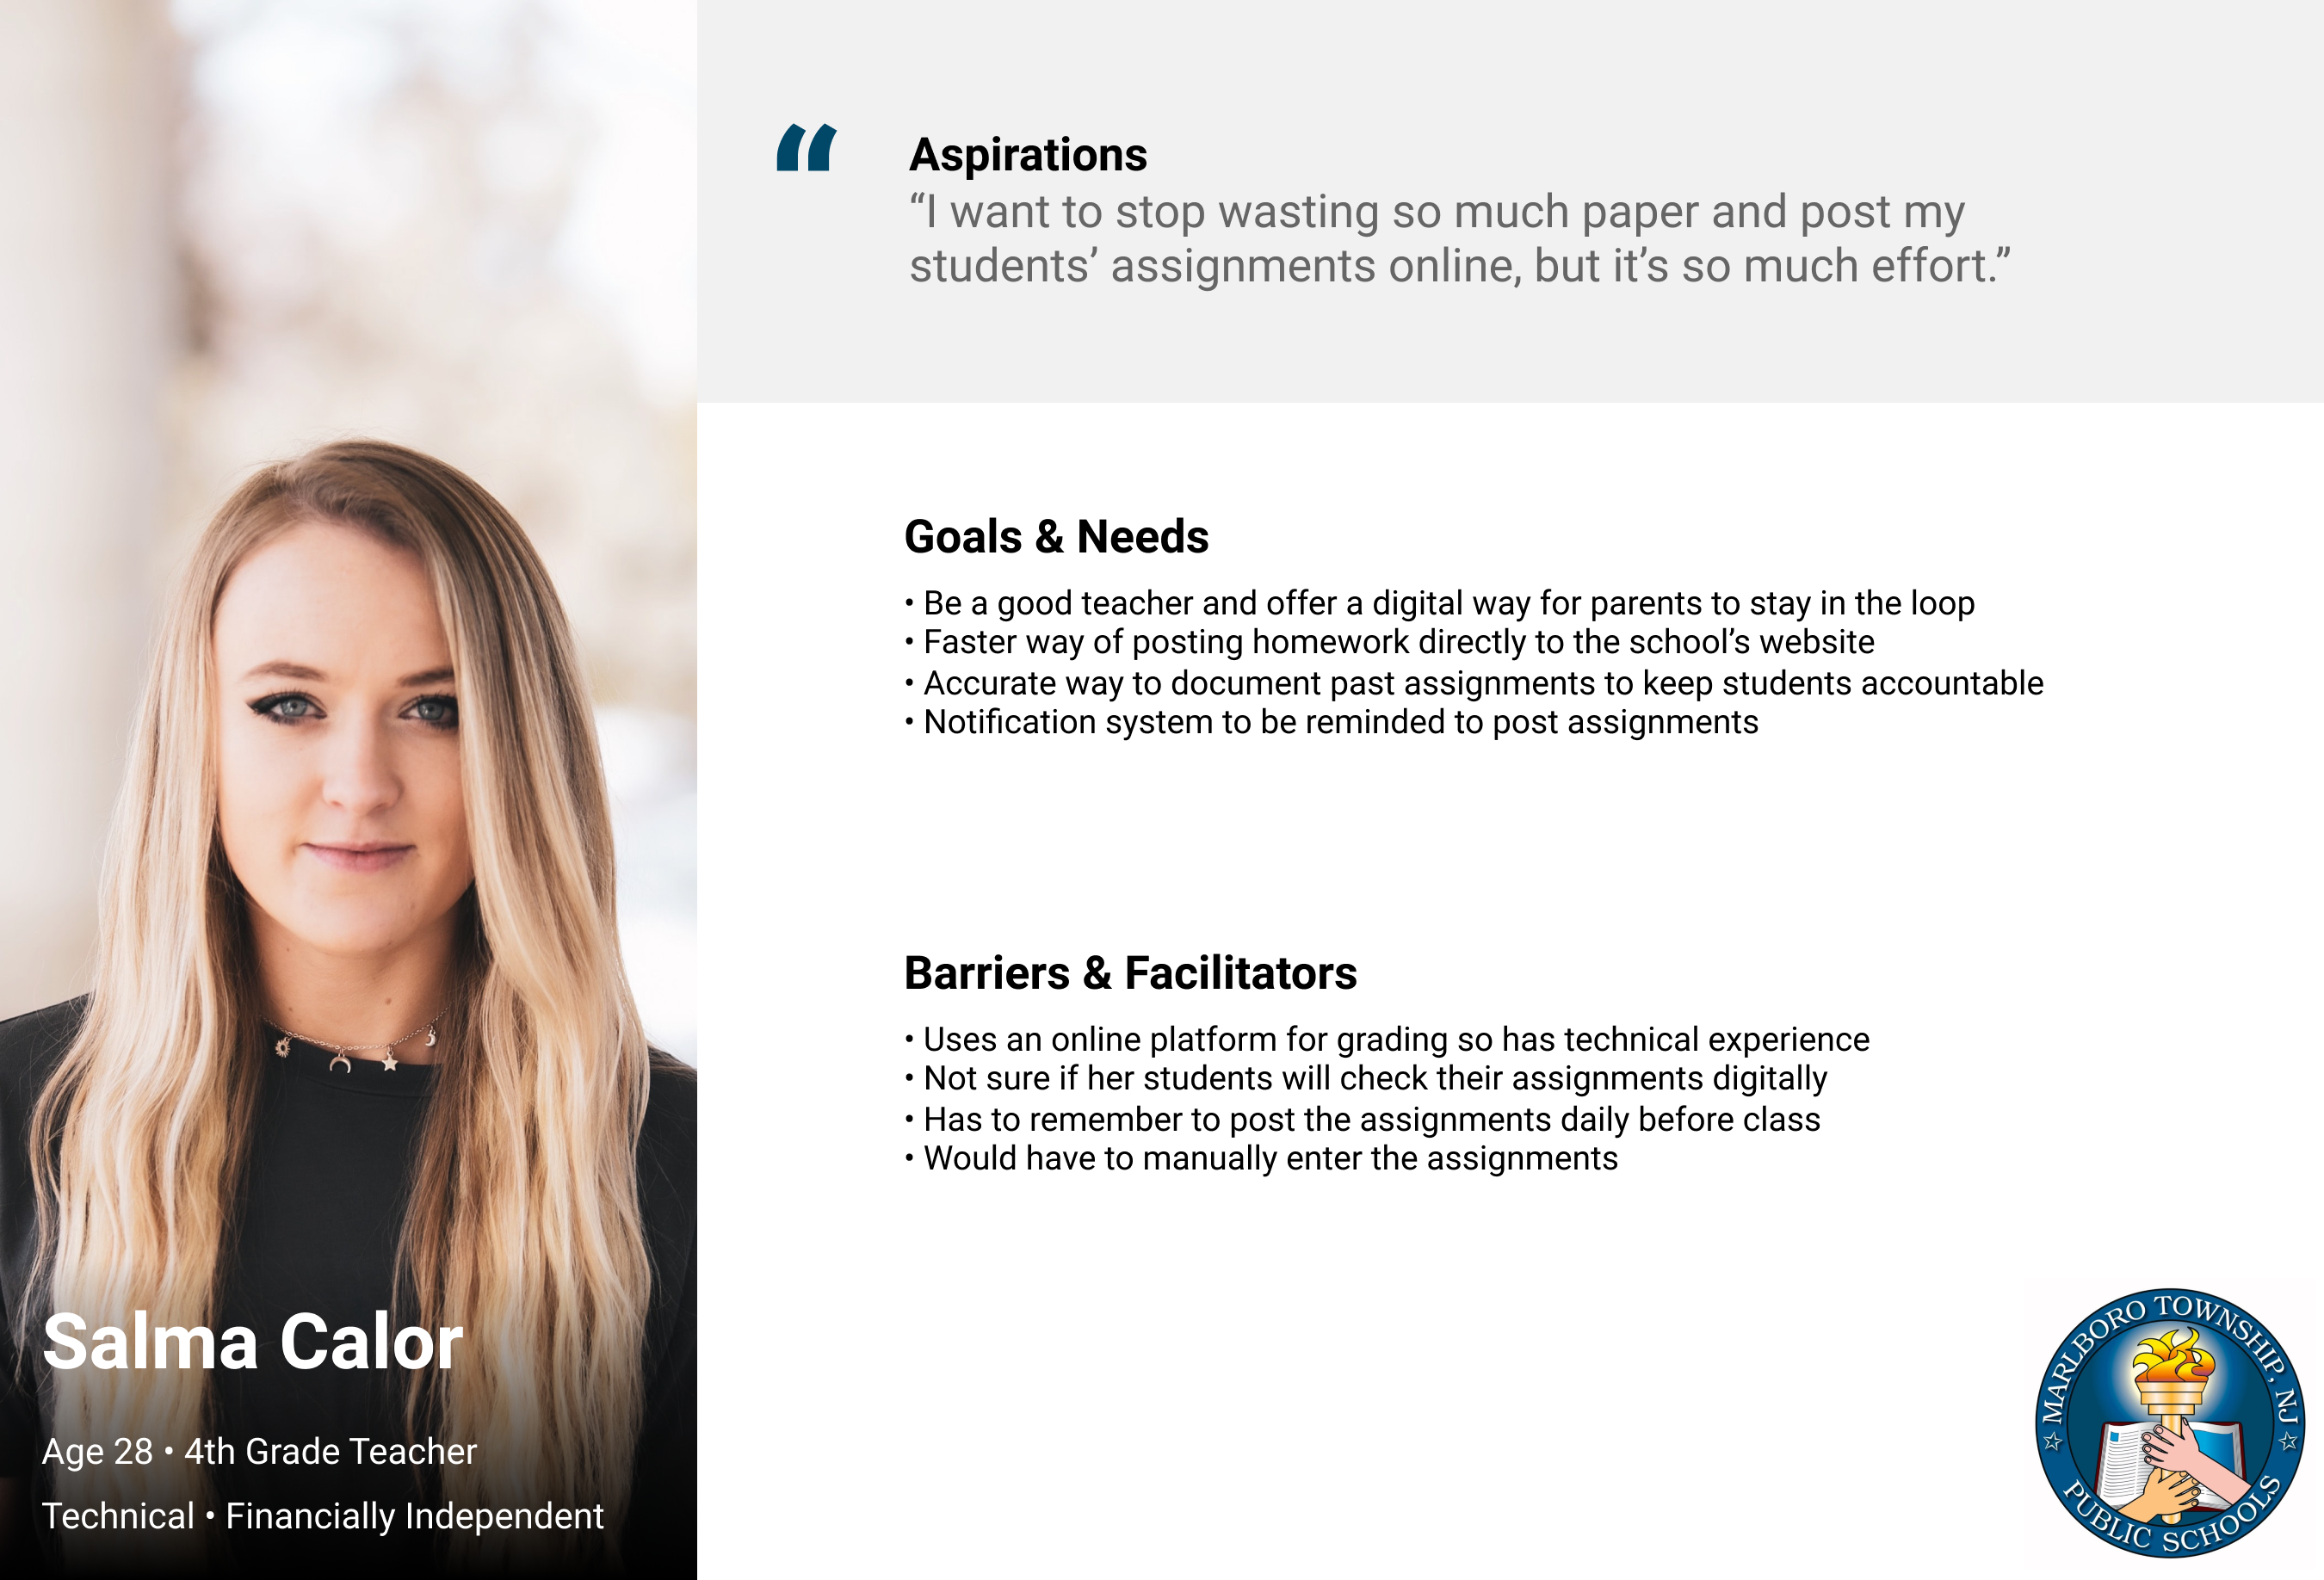 “
Aspirations
“I want to stop wasting so much paper and post my
students’ assignments online, but it’s so much effort.”
Goals & Needs
• Be a good teacher and offer a digital way for parents to stay in the loop
• Faster way of posting homework directly to the school’s website
• Accurate way to document past assignments to keep students accountable
• Notification system to be reminded to post assignments
Barriers & Facilitators
• Uses an online platform for grading so has technical experience
• Not sure if her students will check their assignments digitally
• Has to remember to post the assignments daily before class
• Would have to manually enter the assignments
Salma Calor
Age 28 • 4th Grade Teacher
Technical • Financially Independent
MARLBORO TOWNSHIP, NJ
PUBLIC SCHOOLS